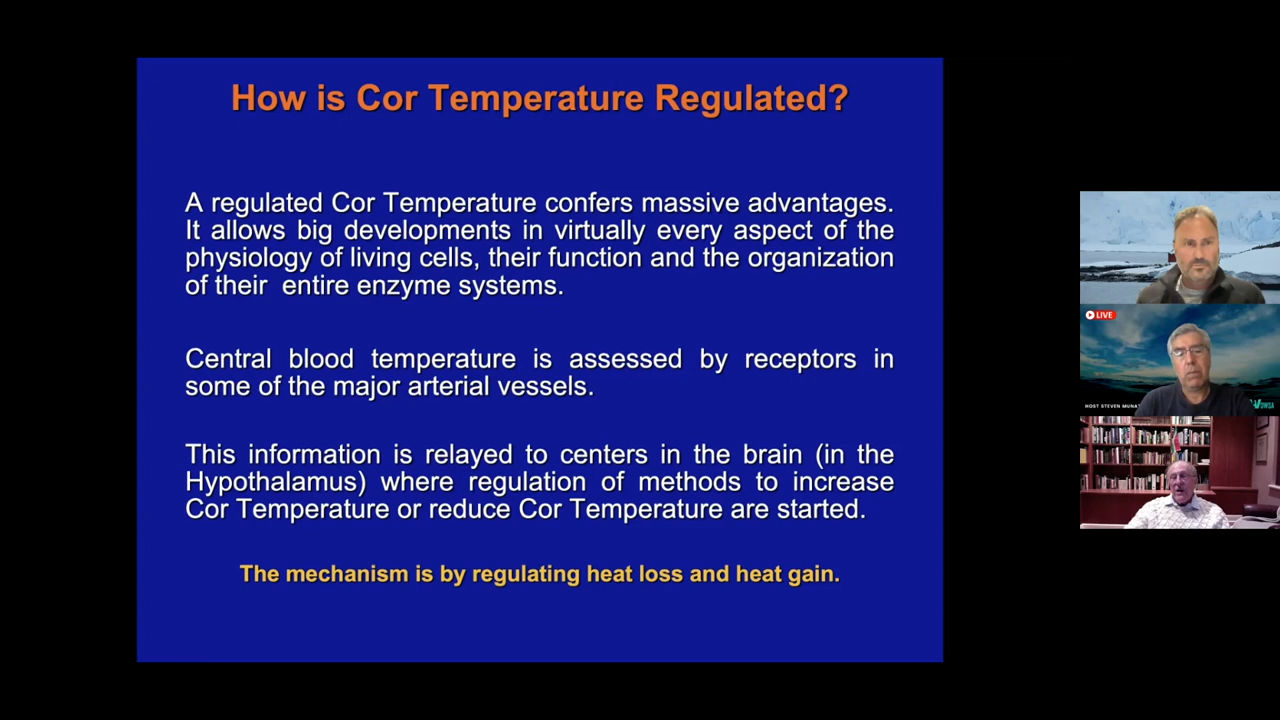 How is Cor Temperature Regulated?
A regulated Cor Temperature confers massive advantages.
It allows big developments in virtually every aspect of the
physiology of living cells, their function and the organization
of their entire enzyme systems.
Central blood temperature is assessed by receptors in
some of the major arterial vessels.
This information is relayed to centers in the brain (in the
Hypothalamus) where regulation of methods to increase
Cor Temperature or reduce Cor Temperature are started.
The mechanism is by regulating heat loss and heat gain.
LIVE
HOST STEVEN